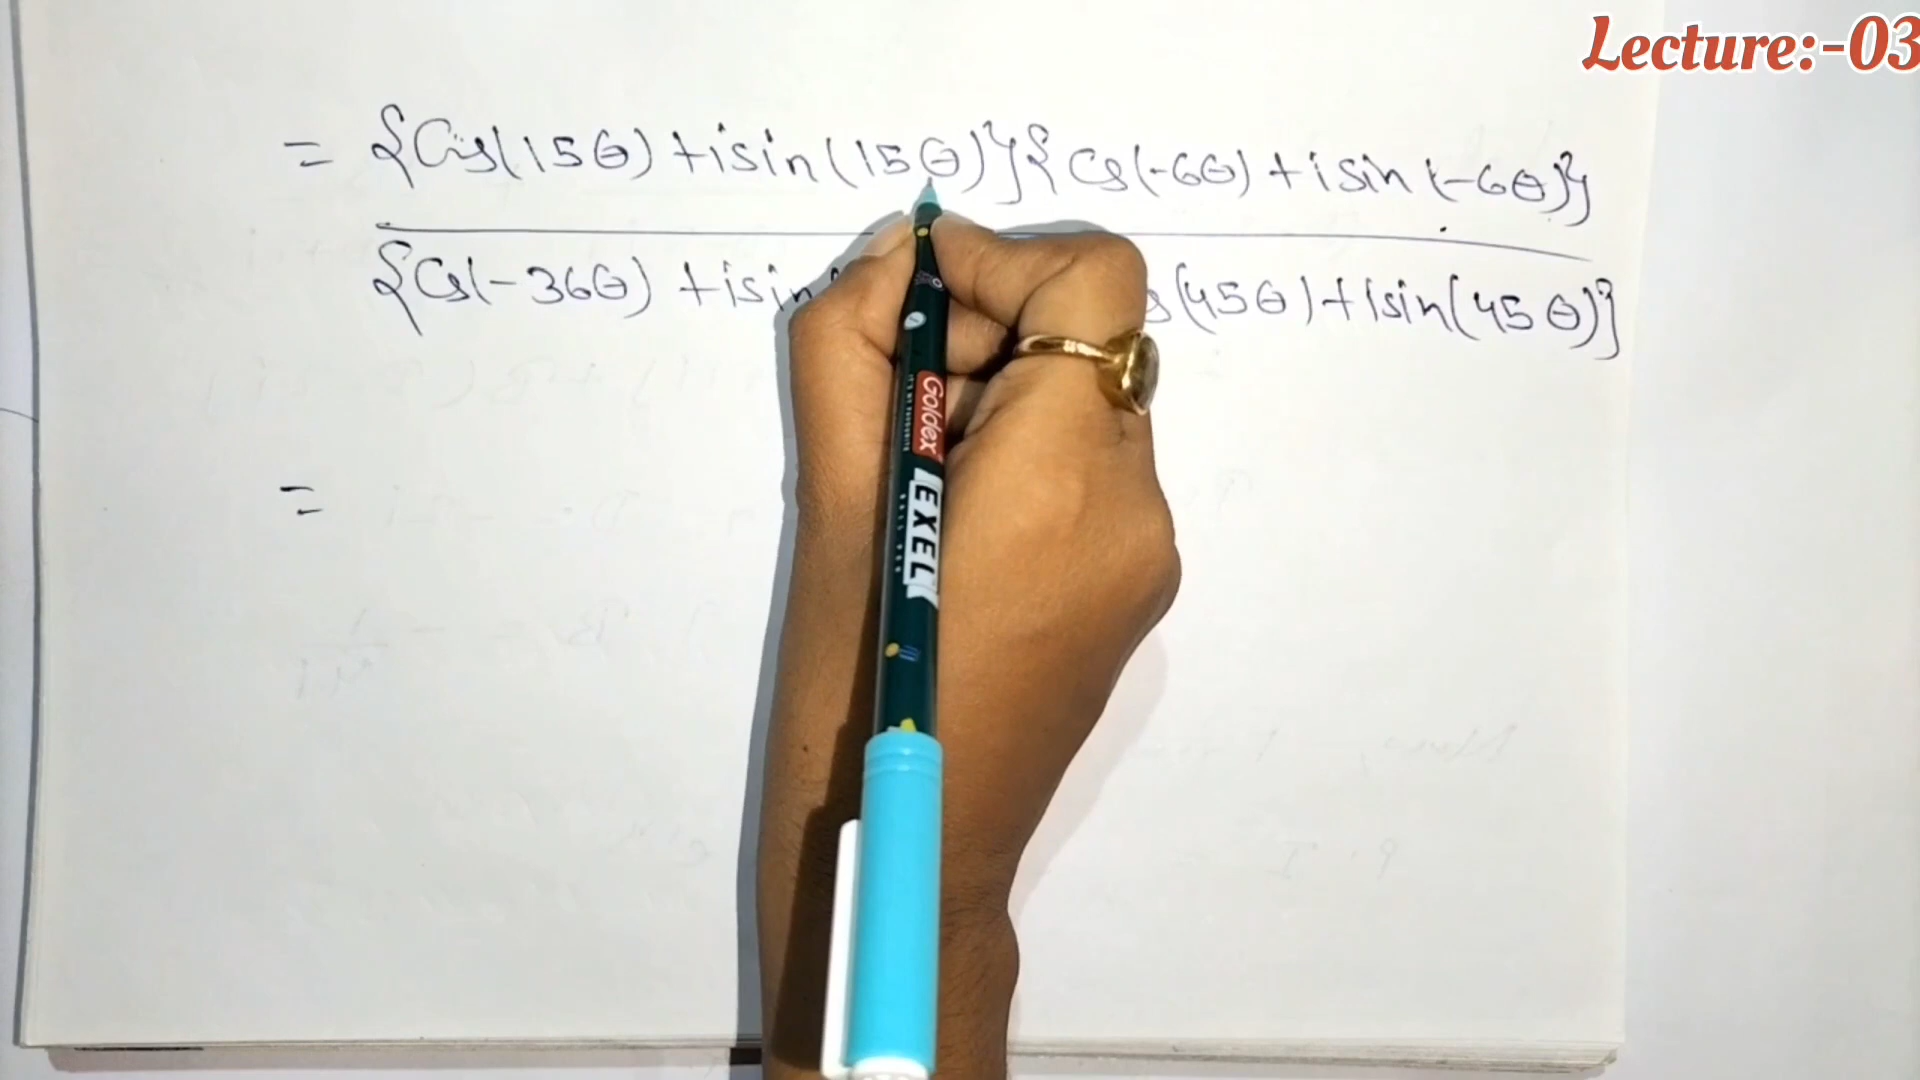 Lecture:-03
= {Cos(15θ) +isin(15θ)}{Cos(-6θ) +isin(-6θ)}
{Cos(-36θ) +isin s(45θ)+isin(45θ)}
=
Goldex
EXEL